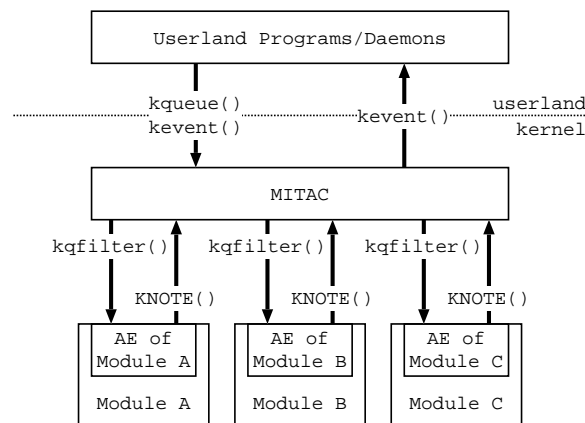 Userland Programs/Daemons
kqueue()
kevent()
kevent()
userland
kernel
MITAC
kqfilter() kqfilter() kqfilter()
KNOTE() KNOTE() KNOTE()
AE of
Module A
AE of
Module B
AE of
Module C
Module A Module B Module C